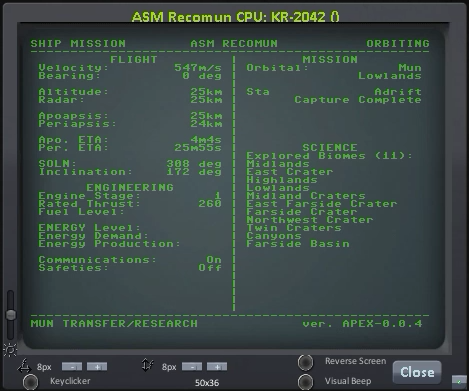 ASM Recomun CPU: KR-2042 ()
SHIP MISSION ASM RECOMUN ORBITING
FLIGHT
Velocity: 547m/s
Bearing: 0 deg
Altitude: 25km
Radar: 25km
Apoapsis: 25km
Periapsis: 24km
Apo. ETA: 4m4s
Per. ETA: 25m55s
SOLN: 308 deg
Inclination: 172 deg
ENGINEERING
Engine Stage: 1
Rated Thrust: 260
Fuel Level:
ENERGY Level:
Energy Demand:
Energy Production:
Communications: On
Safeties: Off
MISSION
Orbital: Mun
Lowlands
Sta Adrift
Capture Complete
SCIENCE
Explored Biomes (11):
Midlands
East Crater
Highlands
Lowlands
Midland Craters
East Farside Crater
Farside Crater
Northwest Crater
Twin Craters
Canyons
Farside Basin
MUN TRANSFER/RESEARCH ver. APEX-0.0.4
8px - + 8px - + Reverse Screen
Keyclicker 50x36 Visual Beep
Close